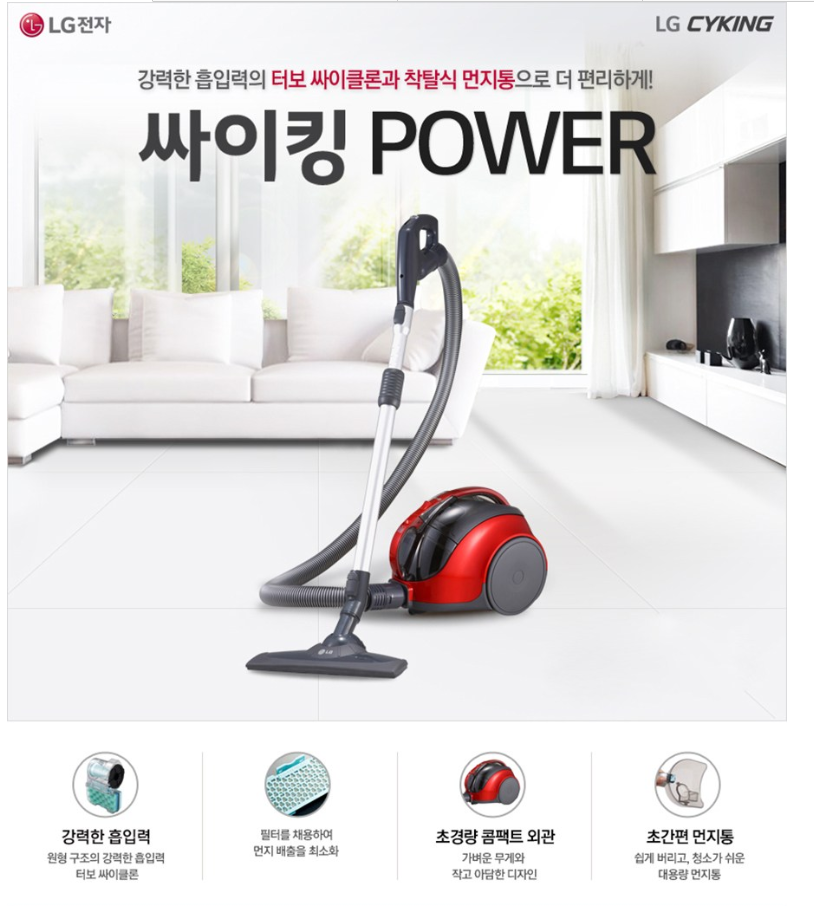 LG전자
LG CYKING
강력한 흡입력의 터보 싸이클론과 착탈식 먼지통으로 더 편리하게!
싸이킹 POWER
LG
강력한 흡입력
원형 구조의 강력한 흡입력
터보 싸이클론
필터를 채용하여
먼지 배출을 최소화
초경량 콤팩트 외관
가벼운 무게와
작고 아담한 디자인
초간편 먼지통
쉽게 버리고, 청소가 쉬운
대용량 먼지통